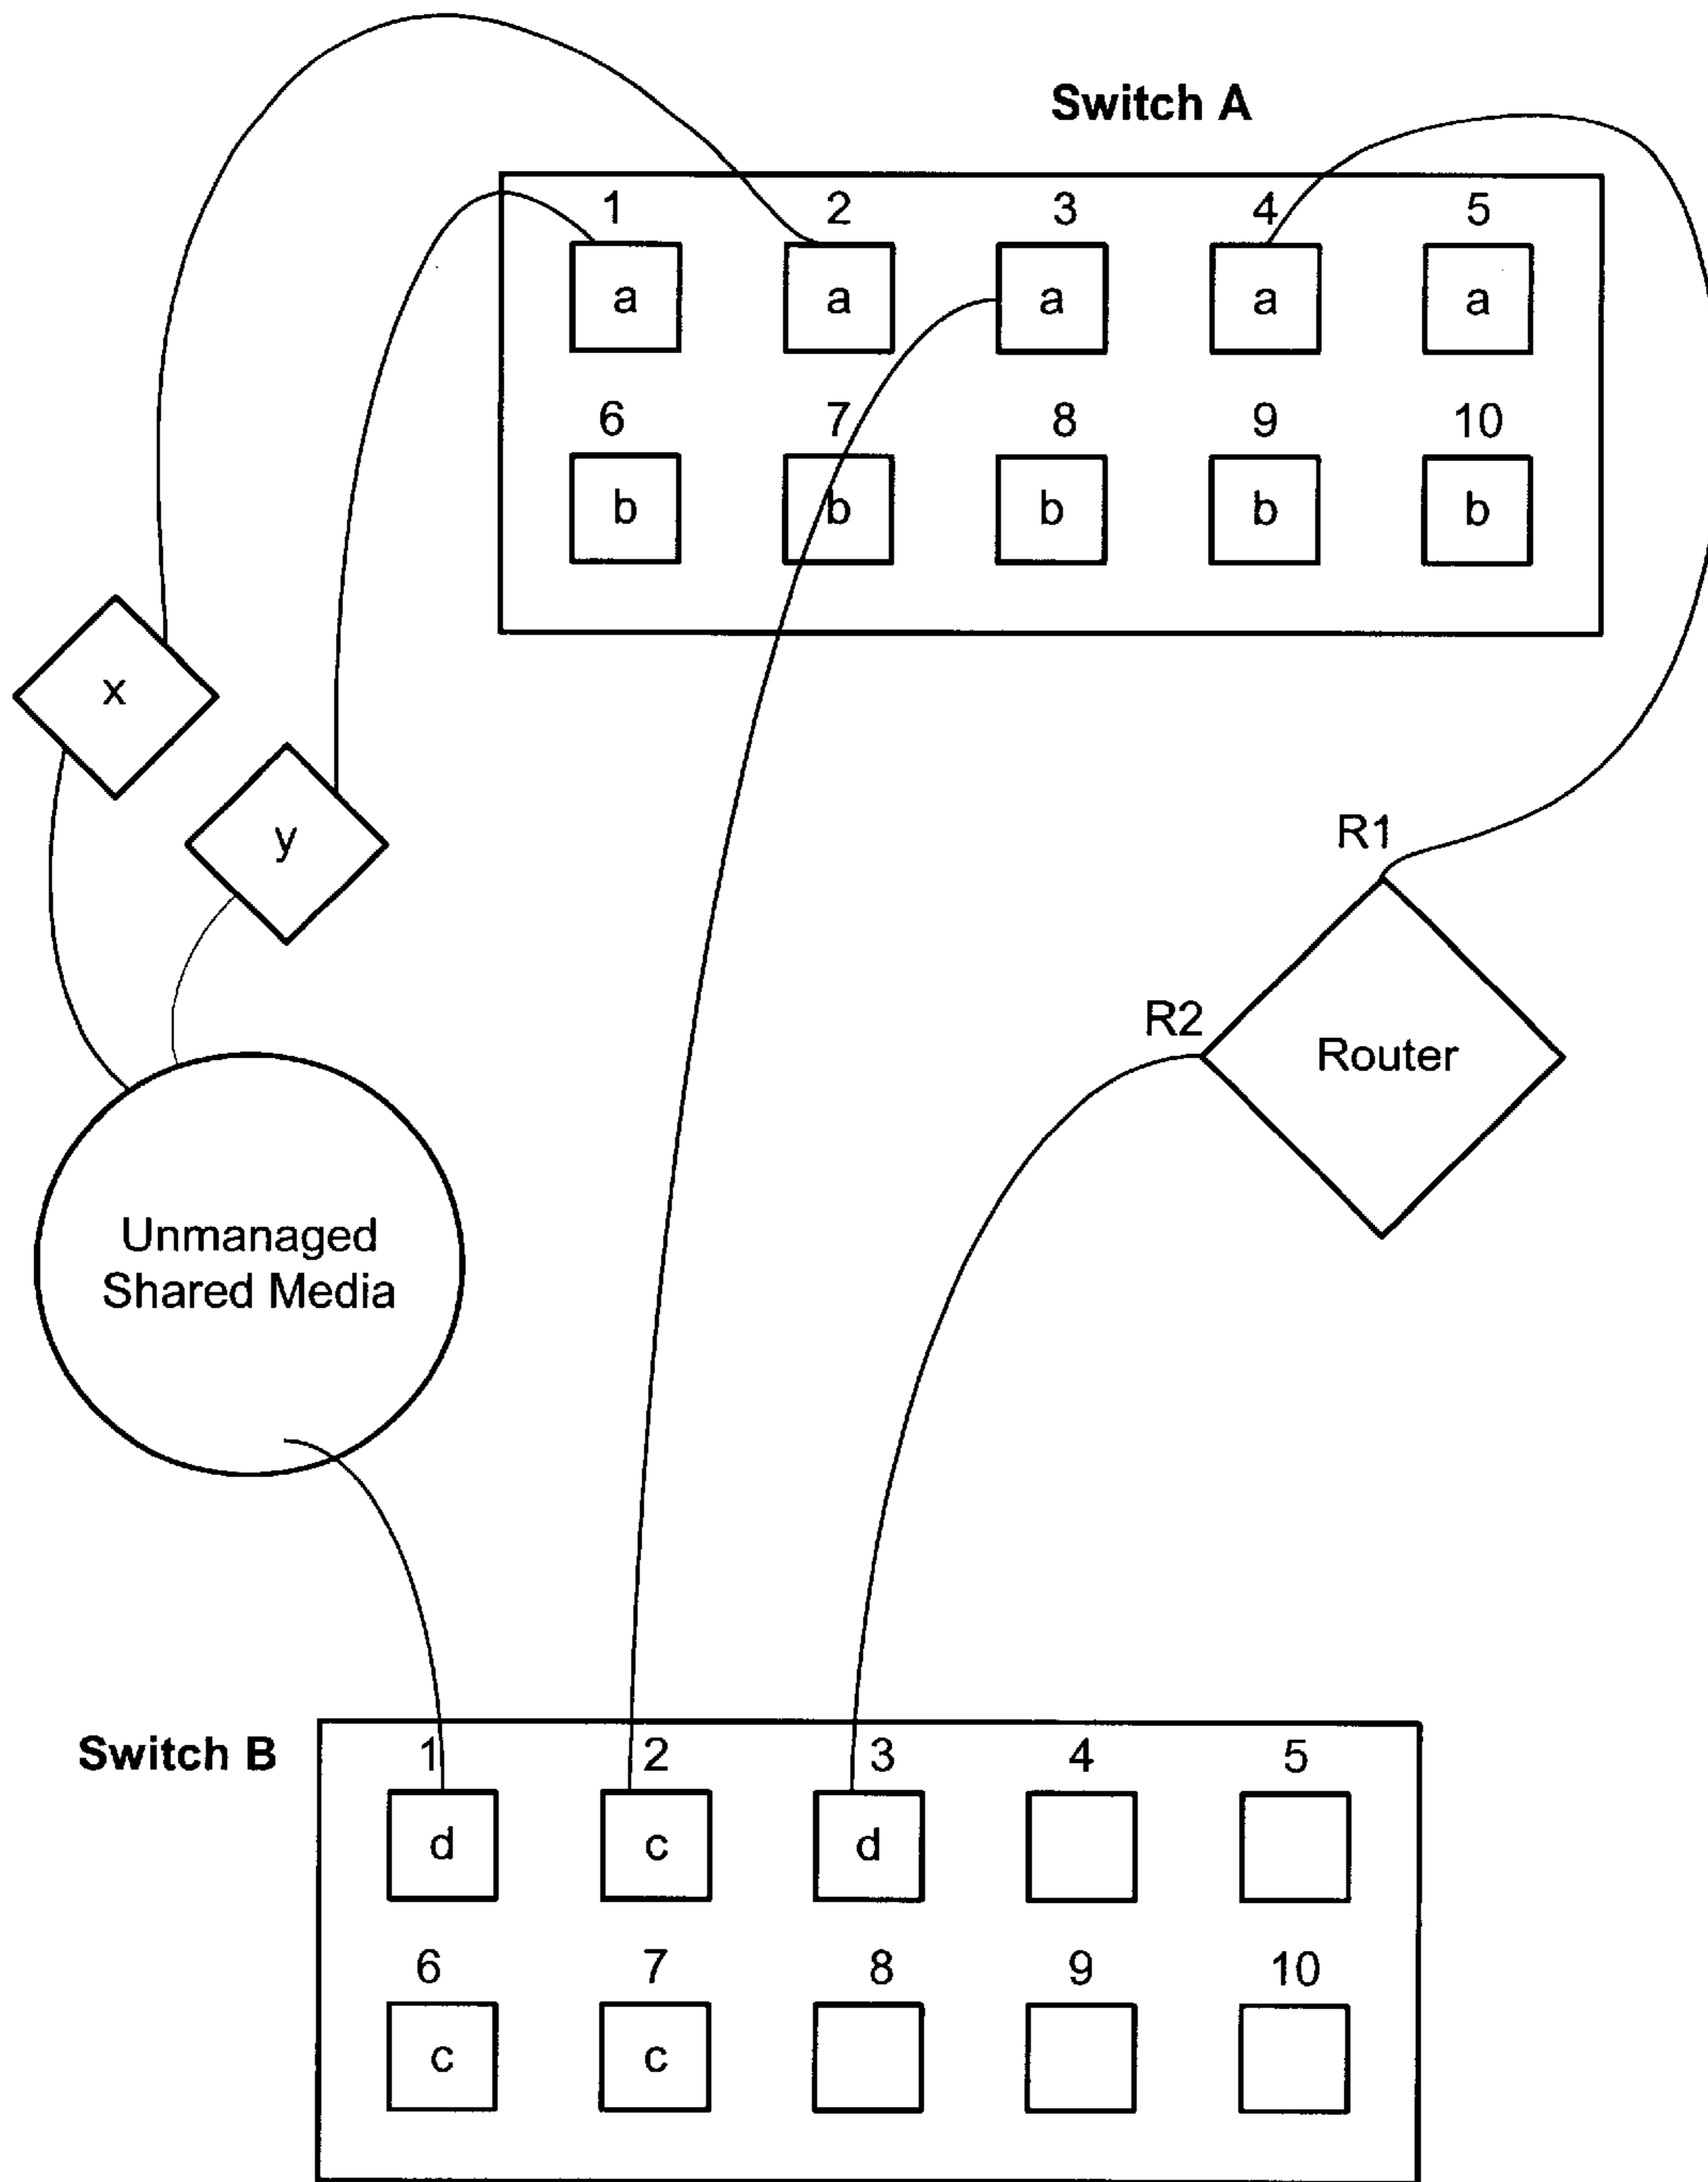 Switch A
1 2 3 4 5
a a a a a
6 7 8 9 10
b b b b b
x
y
R1
R2
Router
Unmanaged
Shared Media
Switch B
1 2 3 4 5
d c d
6 7 8 9 10
c c